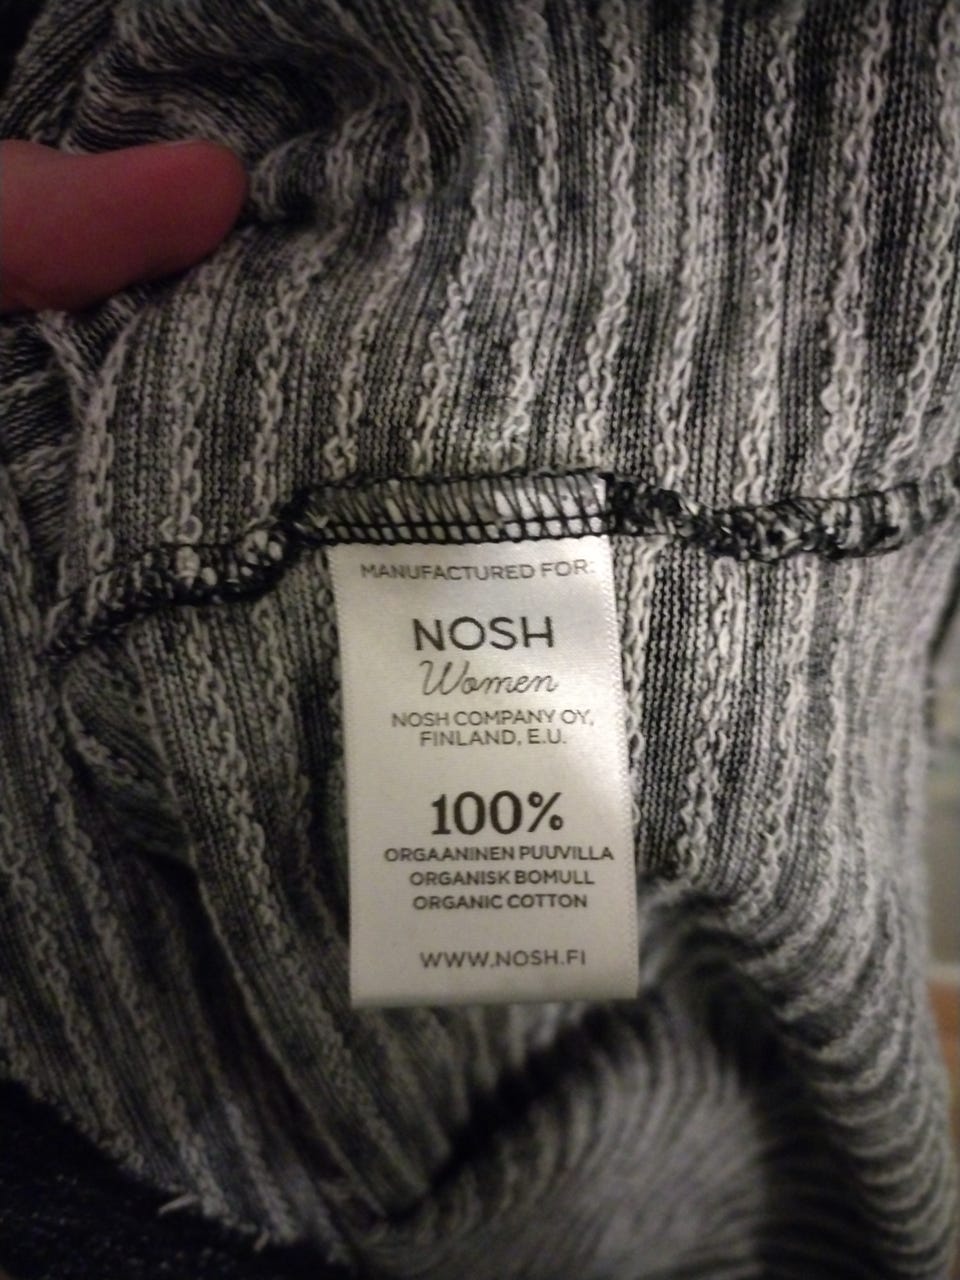 MANUFACTURED FOR:
NOSH
Women
NOSH COMPANY OY,
FINLAND, E.U.
100%
ORGAANINEN PUUVILLA
ORGANISK BOMULL
ORGANIC COTTON
WWW.NOSH.FI